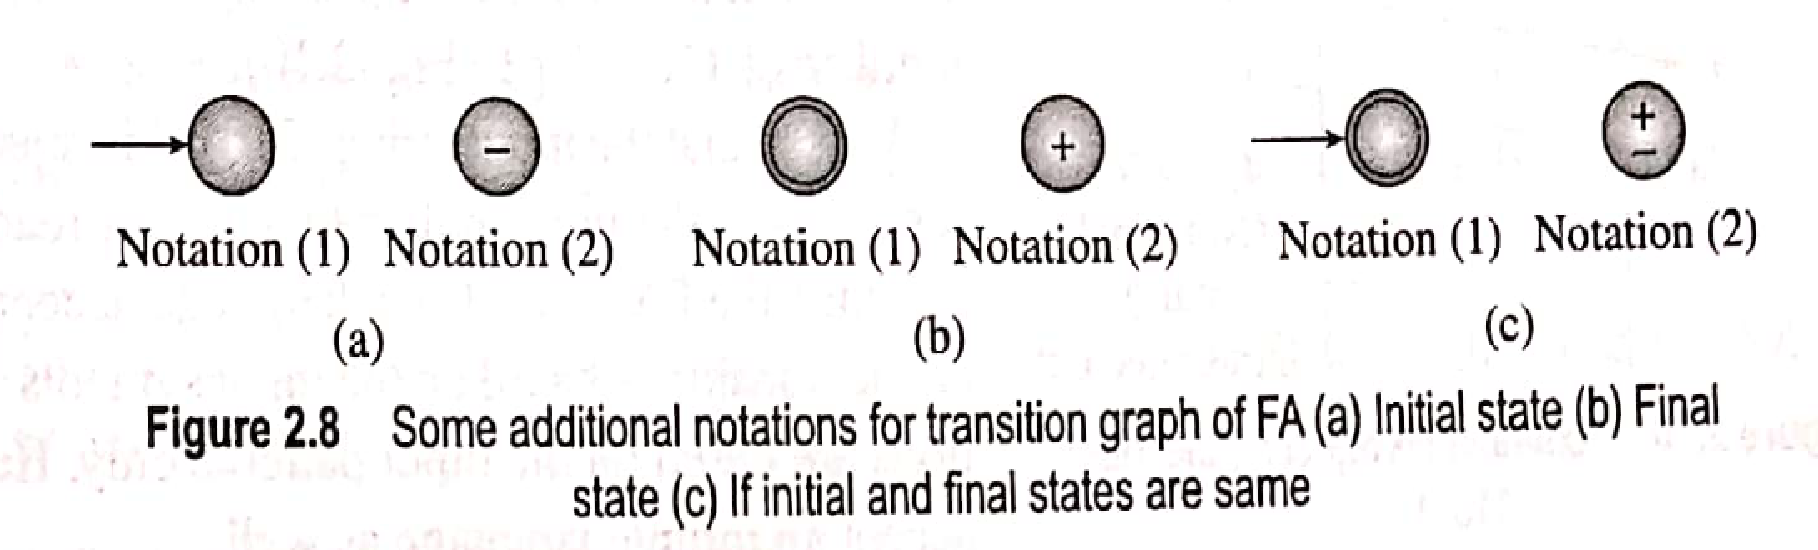 − + + −
Notation (1) Notation (2) Notation (1) Notation (2) Notation (1) Notation (2)
(a) (b) (c)
Figure 2.8 Some additional notations for transition graph of FA (a) Initial state (b) Final
state (c) If initial and final states are same